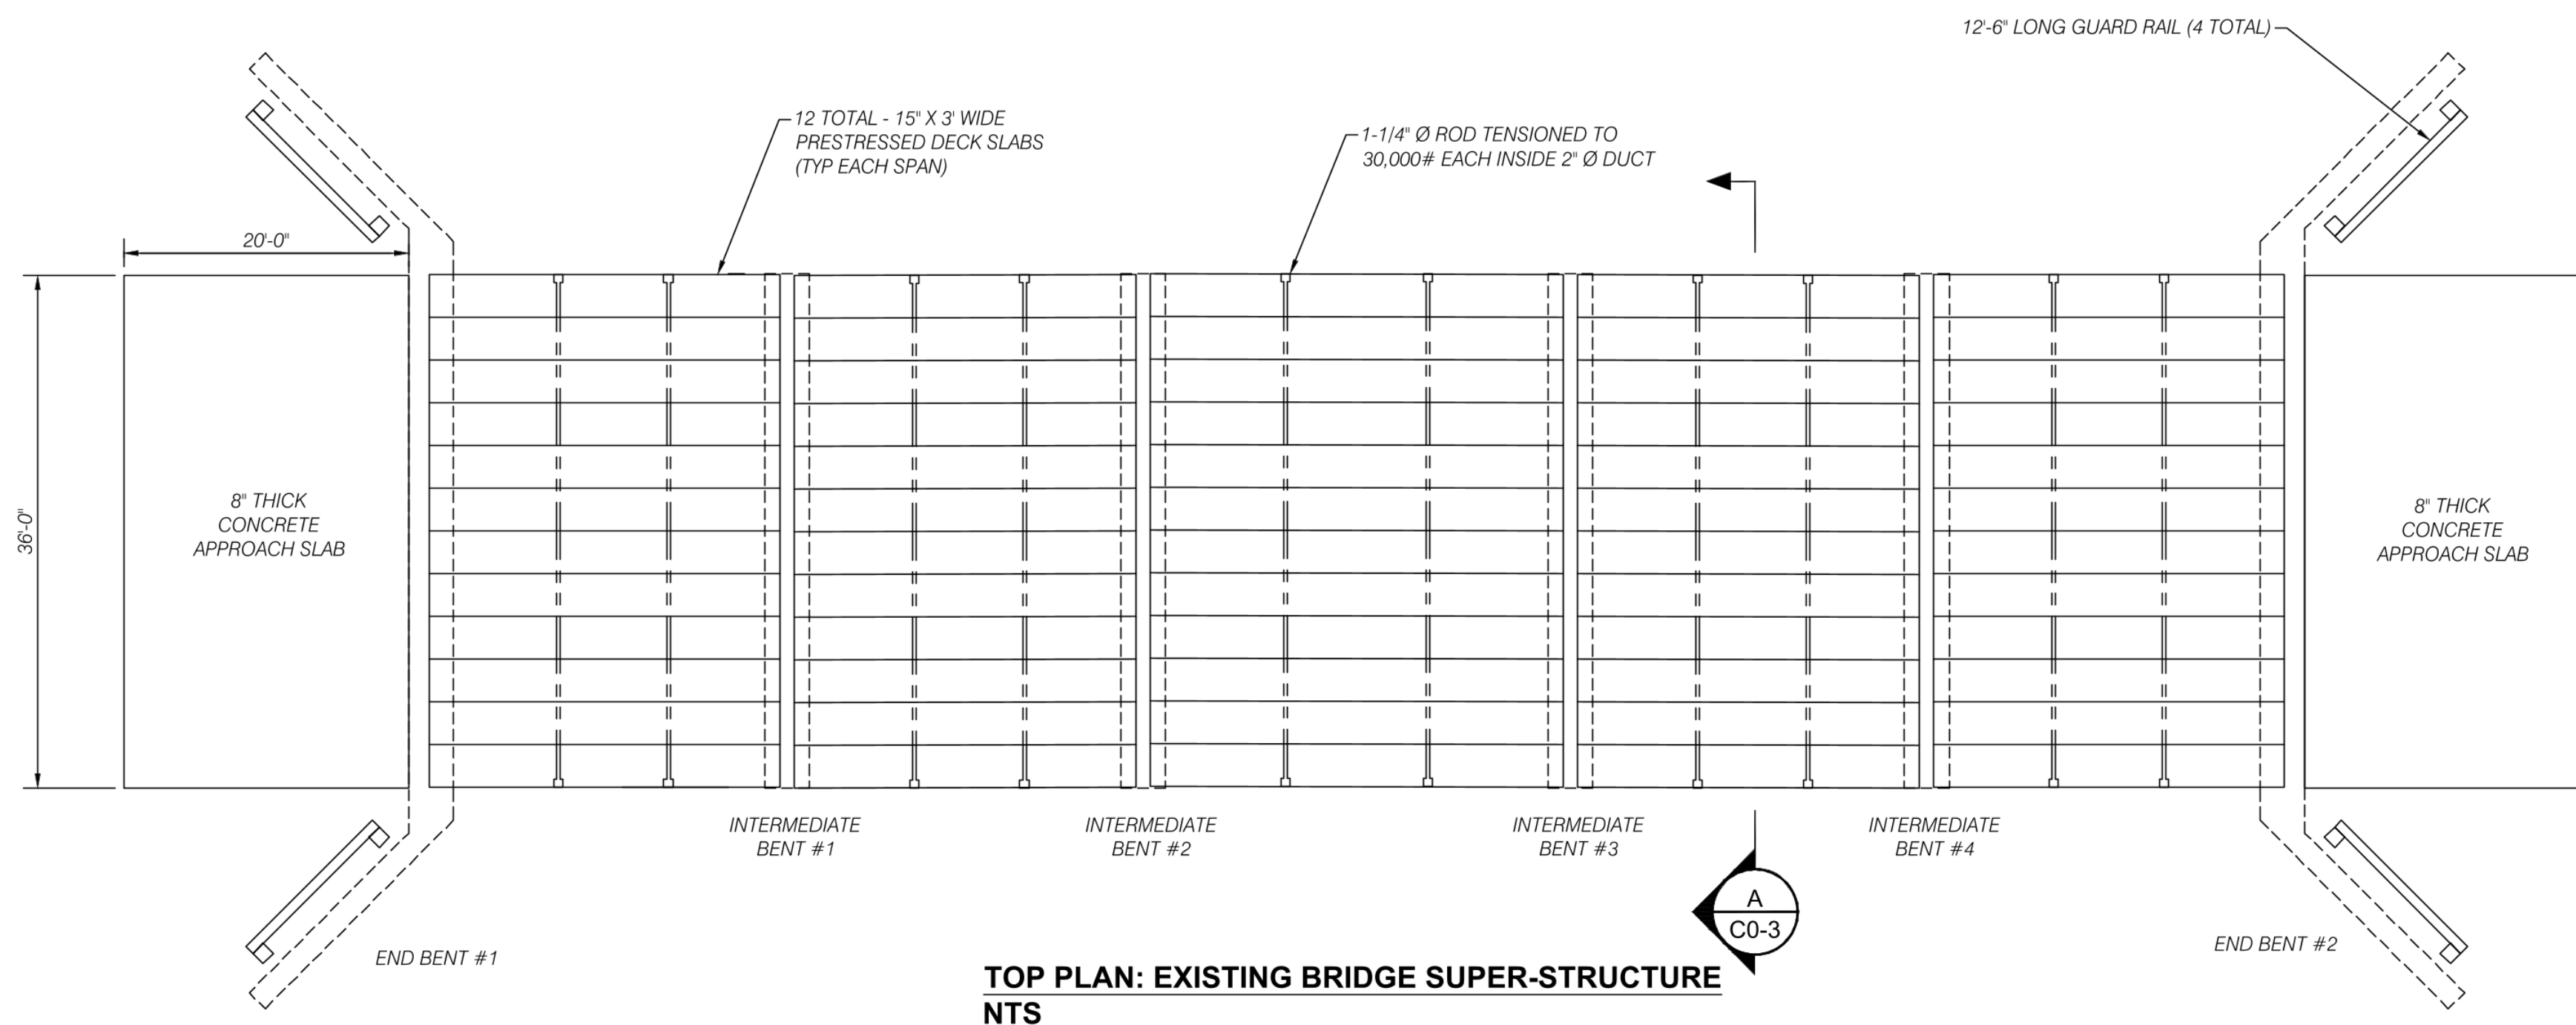 12'-6" LONG GUARD RAIL (4 TOTAL)
12 TOTAL - 15" X 3' WIDE
PRESTRESSED DECK SLABS
(TYP EACH SPAN)
1-1/4" Ø ROD TENSIONED TO
30,000# EACH INSIDE 2" Ø DUCT
20'-0"
36'-0"
8" THICK
CONCRETE
APPROACH SLAB
8" THICK
CONCRETE
APPROACH SLAB
INTERMEDIATE
BENT #1
INTERMEDIATE
BENT #2
INTERMEDIATE
BENT #3
INTERMEDIATE
BENT #4
A
C0-3
END BENT #1
END BENT #2
TOP PLAN: EXISTING BRIDGE SUPER-STRUCTURE
NTS